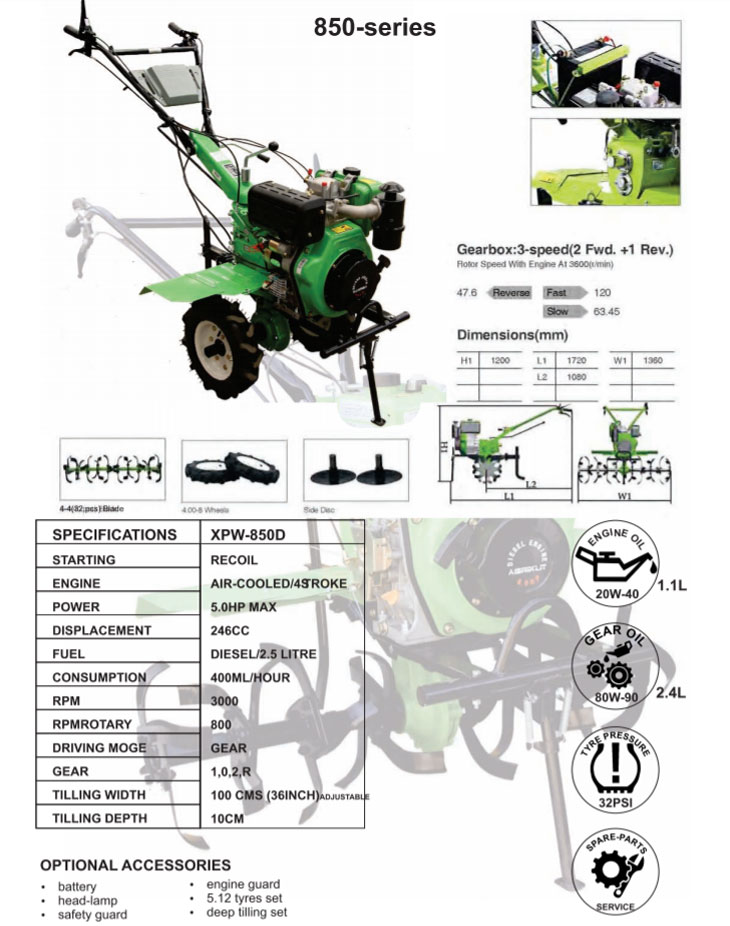 850-series
Gearbox:3-speed(2 Fwd. +1 Rev.)
Rotor Speed With Engine At 3600(r/min)
47.6 Reverse Fast 120
Slow 63.45
Dimensions(mm)
H1 1200 L1 1720 W1 1360
L2 1080
H1
L2
L1
W1
4-4(32 pcs) Blade
4.00-8 Wheels
Side Disc
SPECIFICATIONS XPW-850D
STARTING RECOIL
ENGINE AIR-COOLED/4STROKE
POWER 5.0HP MAX
DISPLACEMENT 246CC
FUEL DIESEL/2.5 LITRE
CONSUMPTION 400ML/HOUR
RPM 3000
RPMROTARY 800
DRIVING MOGE GEAR
GEAR 1,0,2,R
TILLING WIDTH 100 CMS (36INCH)ADJUSTABLE
TILLING DEPTH 10CM
DIESEL ENGINE
ENGINE OIL
20W-40
1.1L
GEAR OIL
80W-90
2.4L
TYRE PRESSURE
32PSI
SPARE-PARTS
SERVICE
OPTIONAL ACCESSORIES
• battery
• head-lamp
• safety guard
• engine guard
• 5.12 tyres set
• deep tilling set